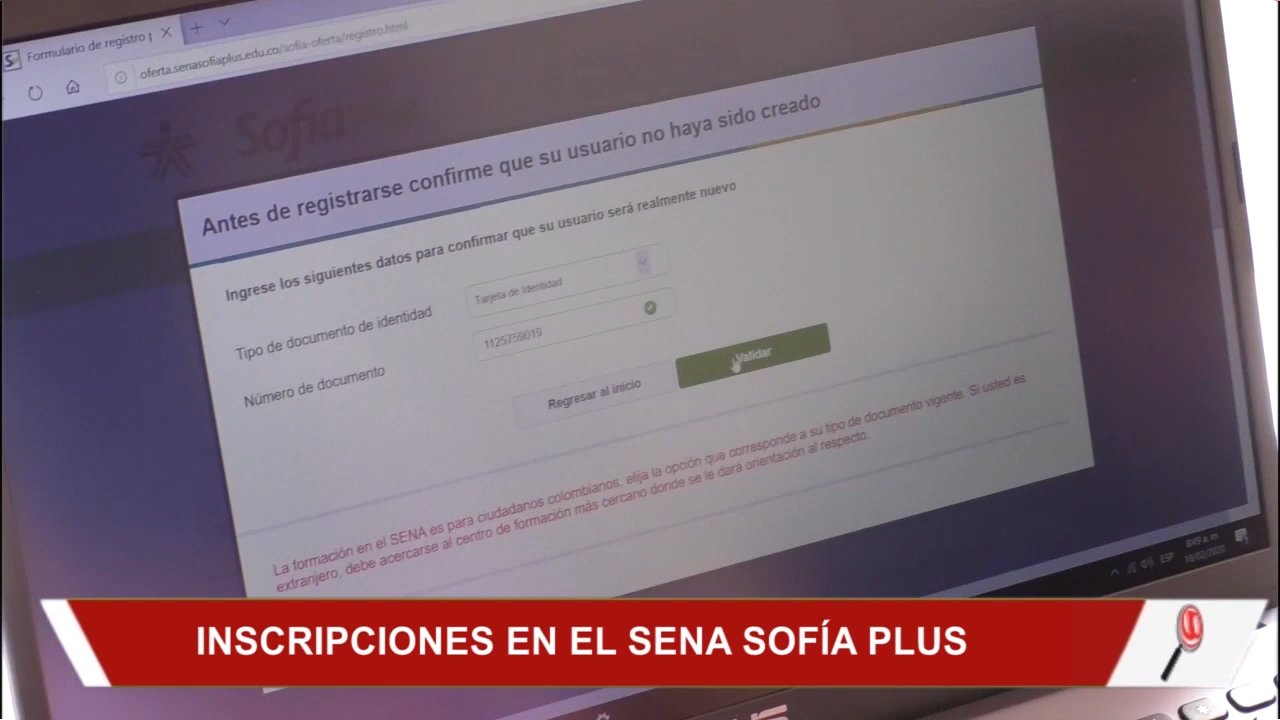 Formulario de registro
oferta.senasofiaplus.edu.co/sofia-oferta/registro.html
Sofia
Antes de registrarse confirme que su usuario no haya sido creado
Ingrese los siguientes datos para confirmar que su usuario será realmente nuevo
Tipo de documento de identidad
Tarjeta de Identidad
Número de documento
1125759019
Regresar al inicio
Validar
La formación en el SENA es para ciudadanos colombianos, elija la opción que corresponde a su tipo de documento vigente. Si usted es
extranjero, debe acercarse al centro de formación más cercano donde se le dará orientación al respecto.
ESP
8:49 a. m.
18/02/2020
INSCRIPCIONES EN EL SENA SOFÍA PLUS